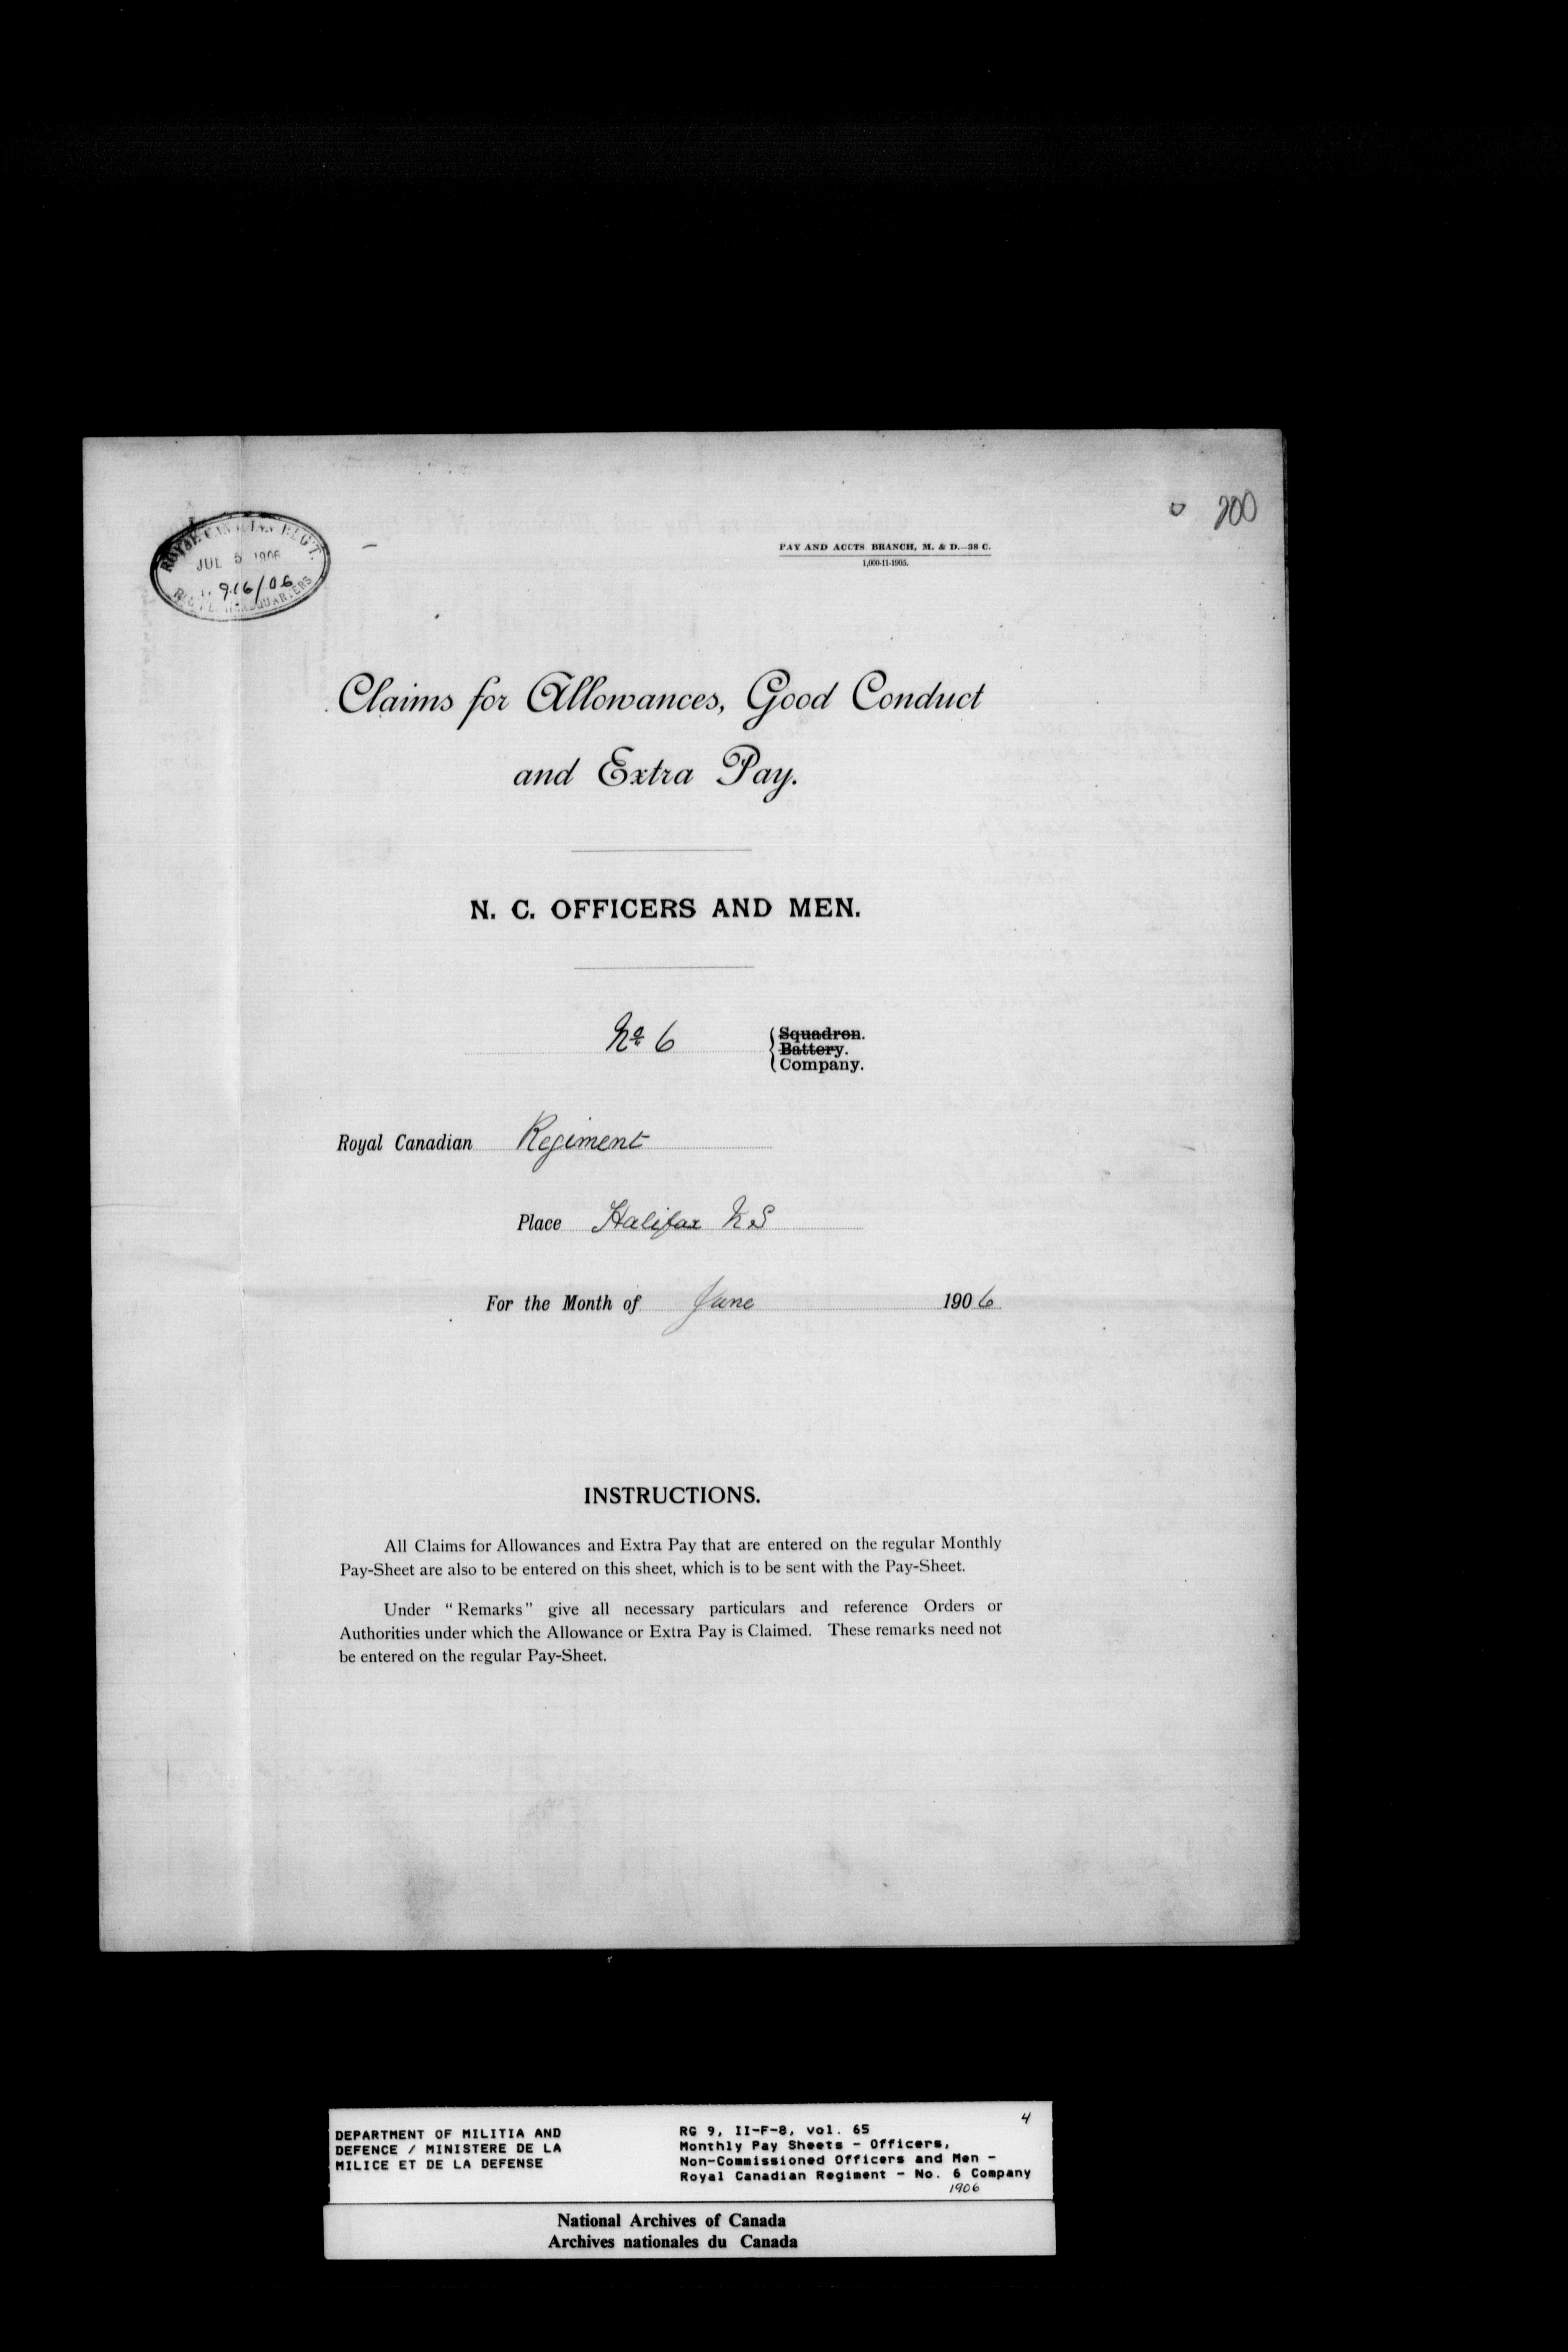 200
ROYAL CANADIAN REG'T.
JUL 5 1906
916/06
HEADQUARTERS
PAY AND ACCTS. BRANCH, M. & D.—38 C.
1,000-11-1905.
Claims for Allowances, Good Conduct
and Extra Pay.
N. C. OFFICERS AND MEN.
Squadron.
No 6 Battery.
Company.
Royal Canadian Regiment
Place Halifax N.S
For the Month of June 1906
INSTRUCTIONS.
All Claims for Allowances and Extra Pay that are entered on the regular Monthly
Pay-Sheet are also to be entered on this sheet, which is to be sent with the Pay-Sheet.
Under "Remarks" give all necessary particulars and reference Orders or
Authorities under which the Allowance or Extra Pay is Claimed. These remarks need not
be entered on the regular Pay-Sheet.
4
DEPARTMENT OF MILITIA AND
DEFENCE / MINISTERE DE LA
MILICE ET DE LA DEFENSE
RG 9, II-F-8, vol. 65
Monthly Pay Sheets - Officers,
Non-Commissioned Officers and Men -
Royal Canadian Regiment - No. 6 Company
1906
National Archives of Canada
Archives nationales du Canada